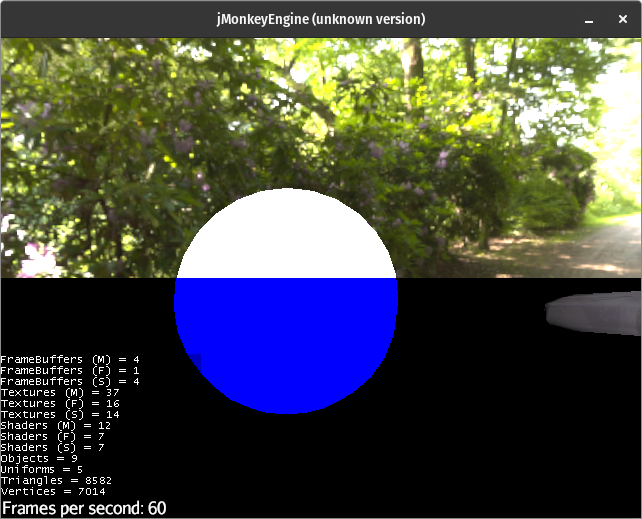 jMonkeyEngine (unknown version)
FrameBuffers (M) = 4
FrameBuffers (F) = 1
FrameBuffers (S) = 4
Textures (M) = 37
Textures (F) = 16
Textures (S) = 14
Shaders (M) = 12
Shaders (F) = 7
Shaders (S) = 7
Objects = 9
Uniforms = 5
Triangles = 8582
Vertices = 7014
Frames per second: 60